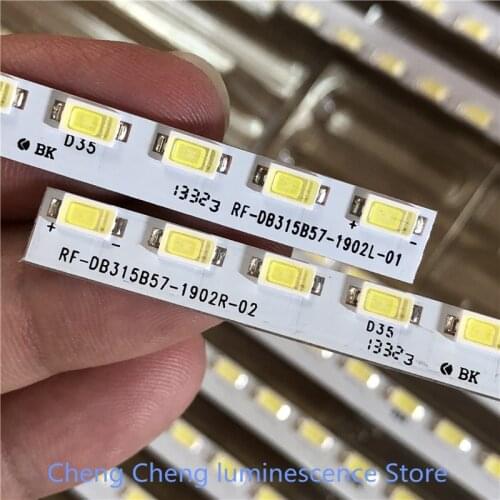 BK D35 13323 RF-DB315B57-1902L-01
+ -
+ -
RF-DB315B57-1902R-02
D35
13323
BK
Cheng Cheng luminescence Store